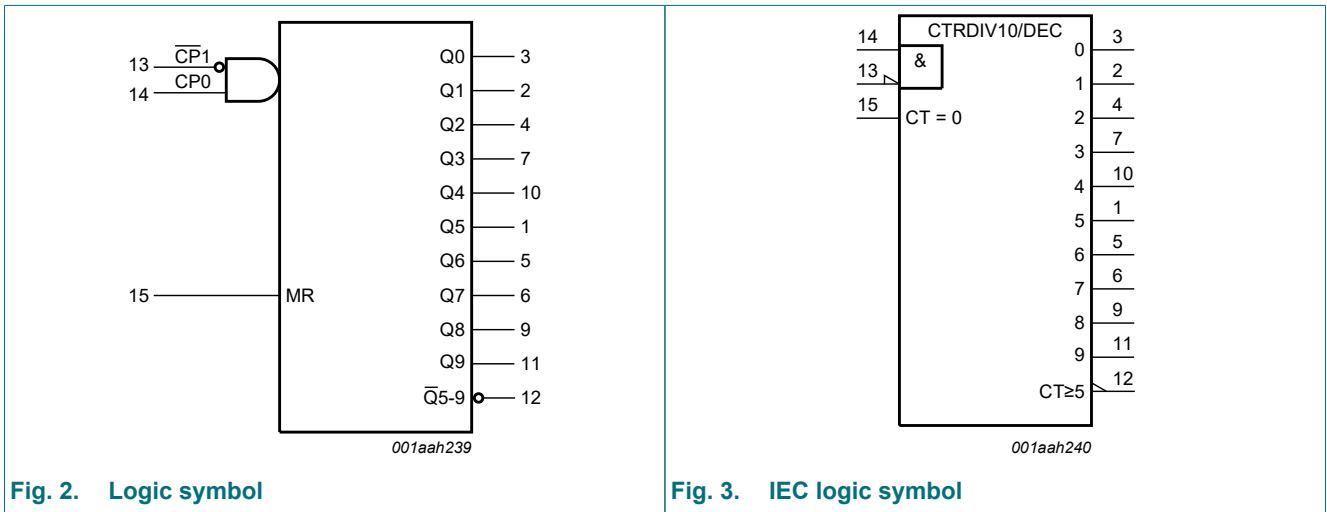 13 C̅P̅1 Q0 3
14 CP0 Q1 2
Q2 4
Q3 7
Q4 10
Q5 1
Q6 5
15 MR Q7 6
Q8 9
Q9 11
Q̅5-9 12
001aah239
Fig. 2. Logic symbol
CTRDIV10/DEC
14 & 0 3
13 1 2
15 CT = 0 2 4
3 7
4 10
5 1
6 5
7 6
8 9
9 11
CT≥5 12
001aah240
Fig. 3. IEC logic symbol